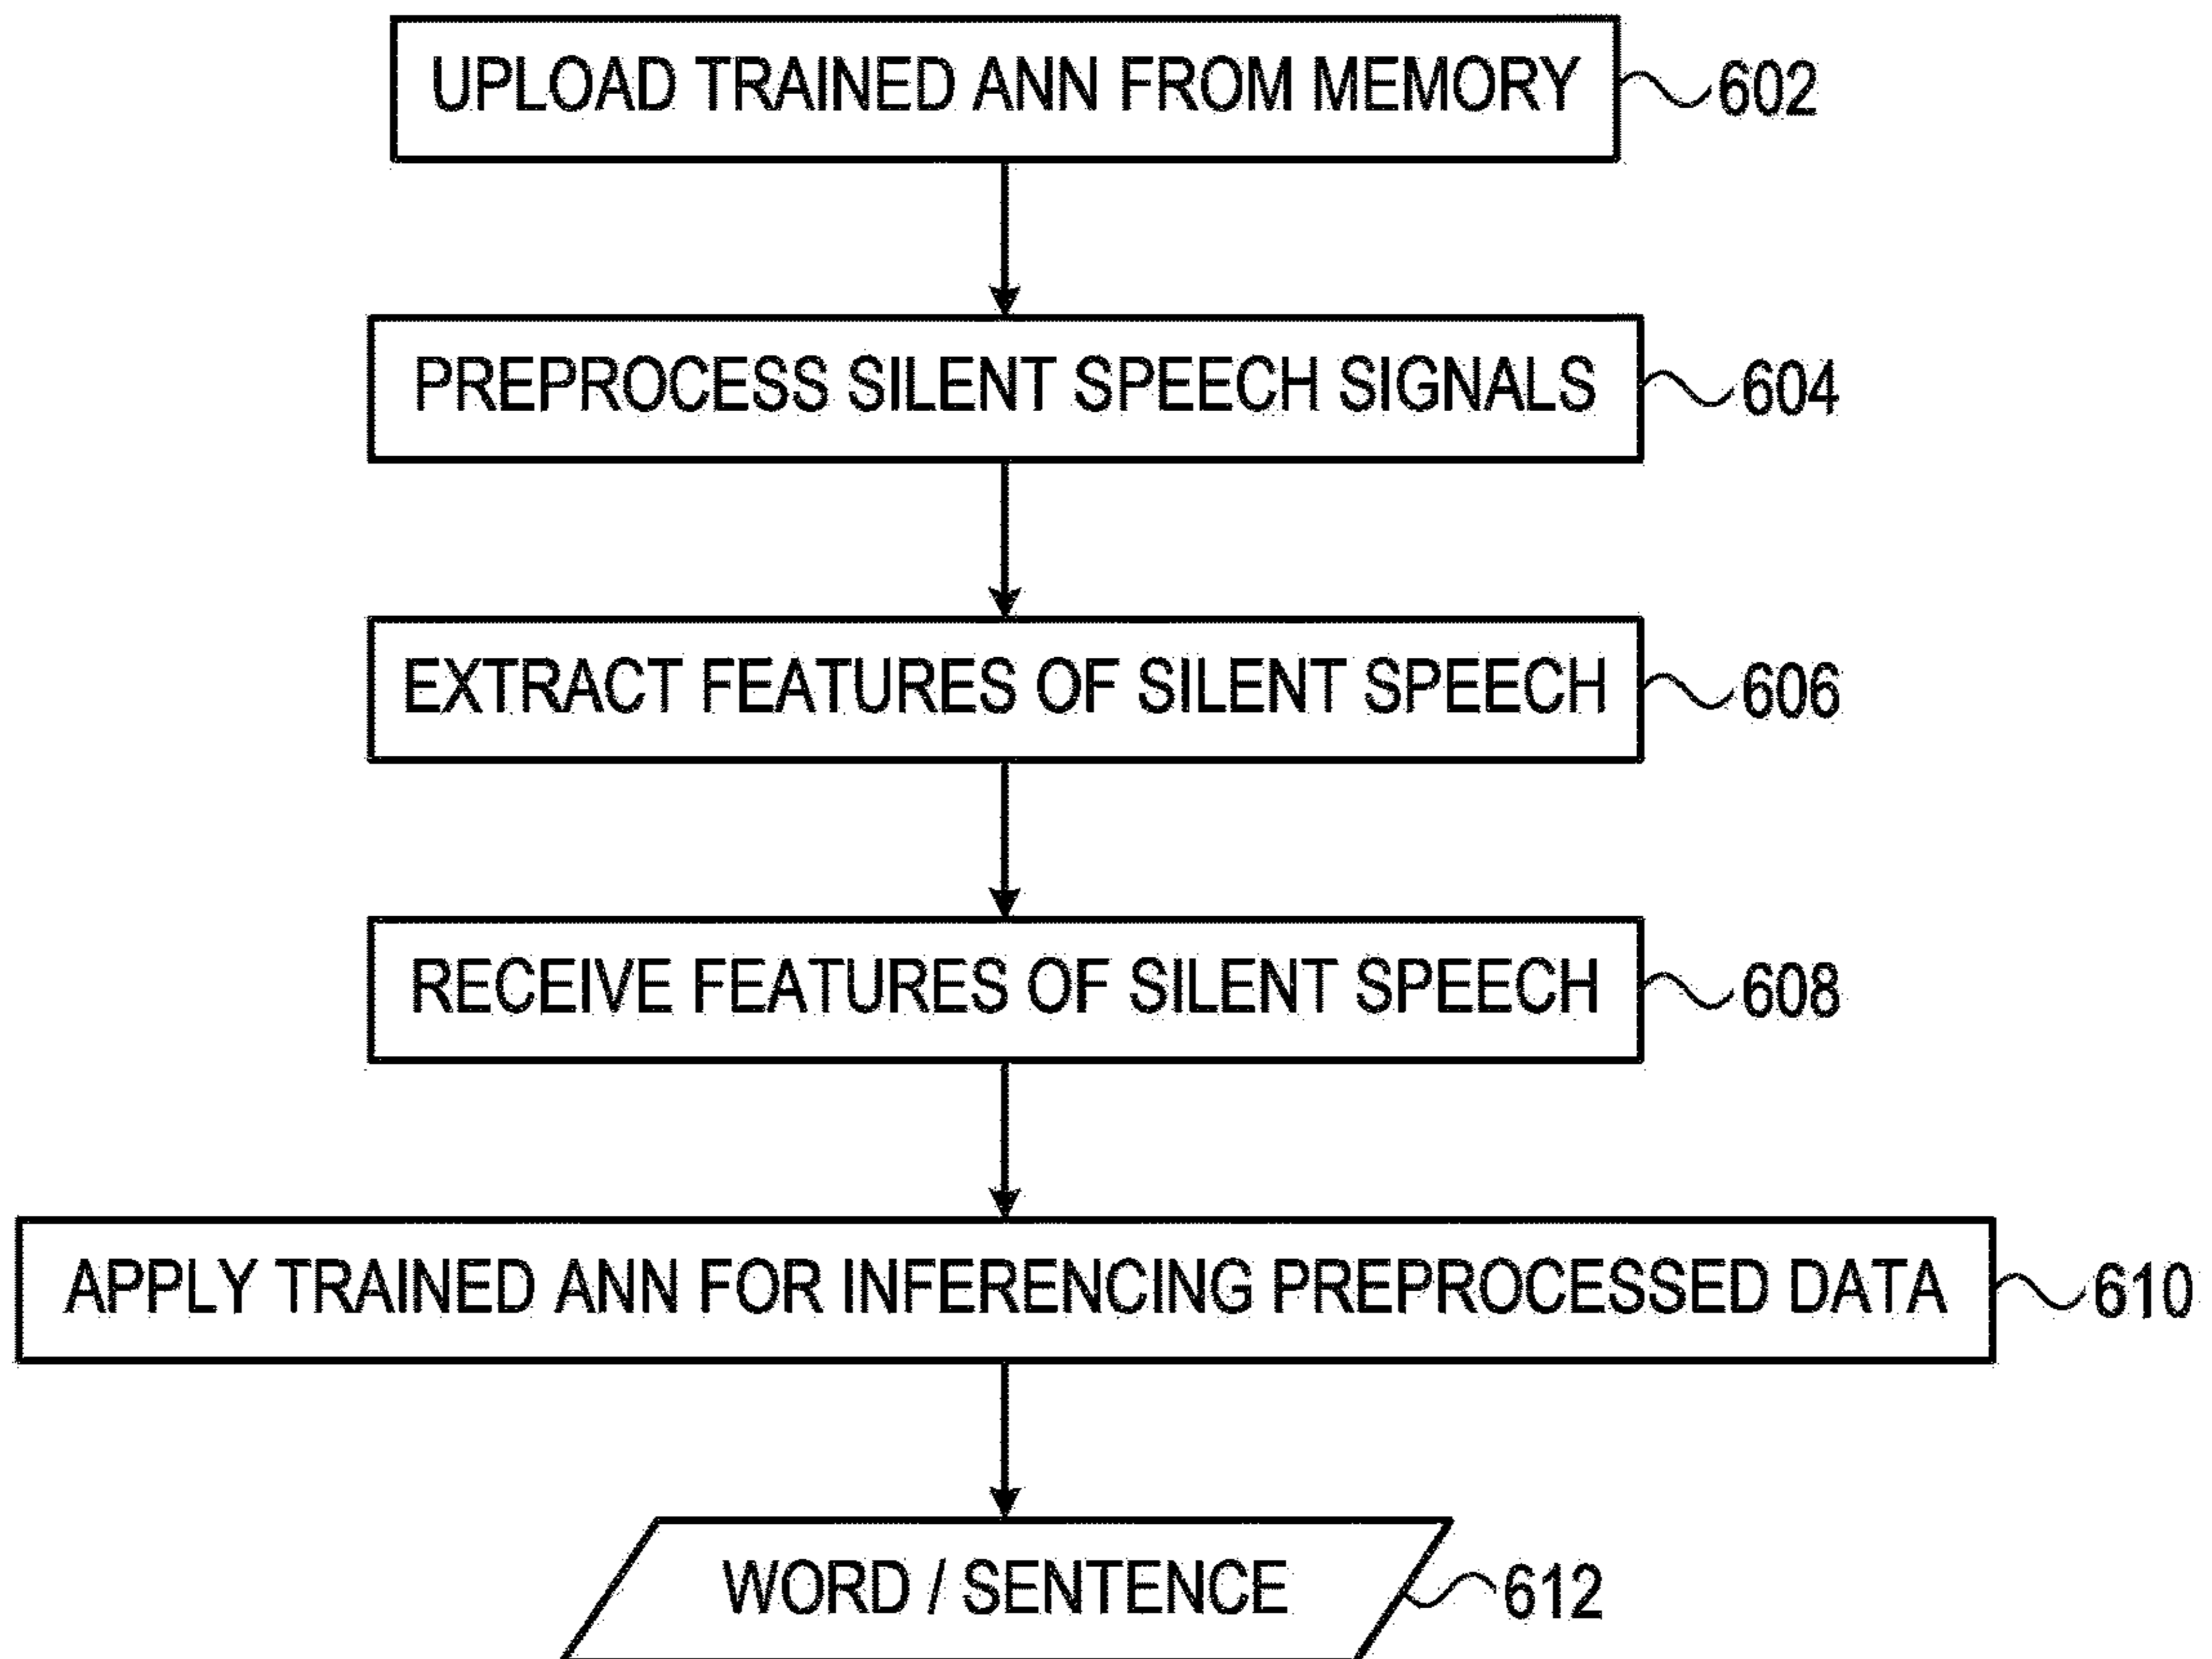 UPLOAD TRAINED ANN FROM MEMORY 602
PREPROCESS SILENT SPEECH SIGNALS 604
EXTRACT FEATURES OF SILENT SPEECH 606
RECEIVE FEATURES OF SILENT SPEECH 608
APPLY TRAINED ANN FOR INFERENCING PREPROCESSED DATA 610
WORD / SENTENCE 612